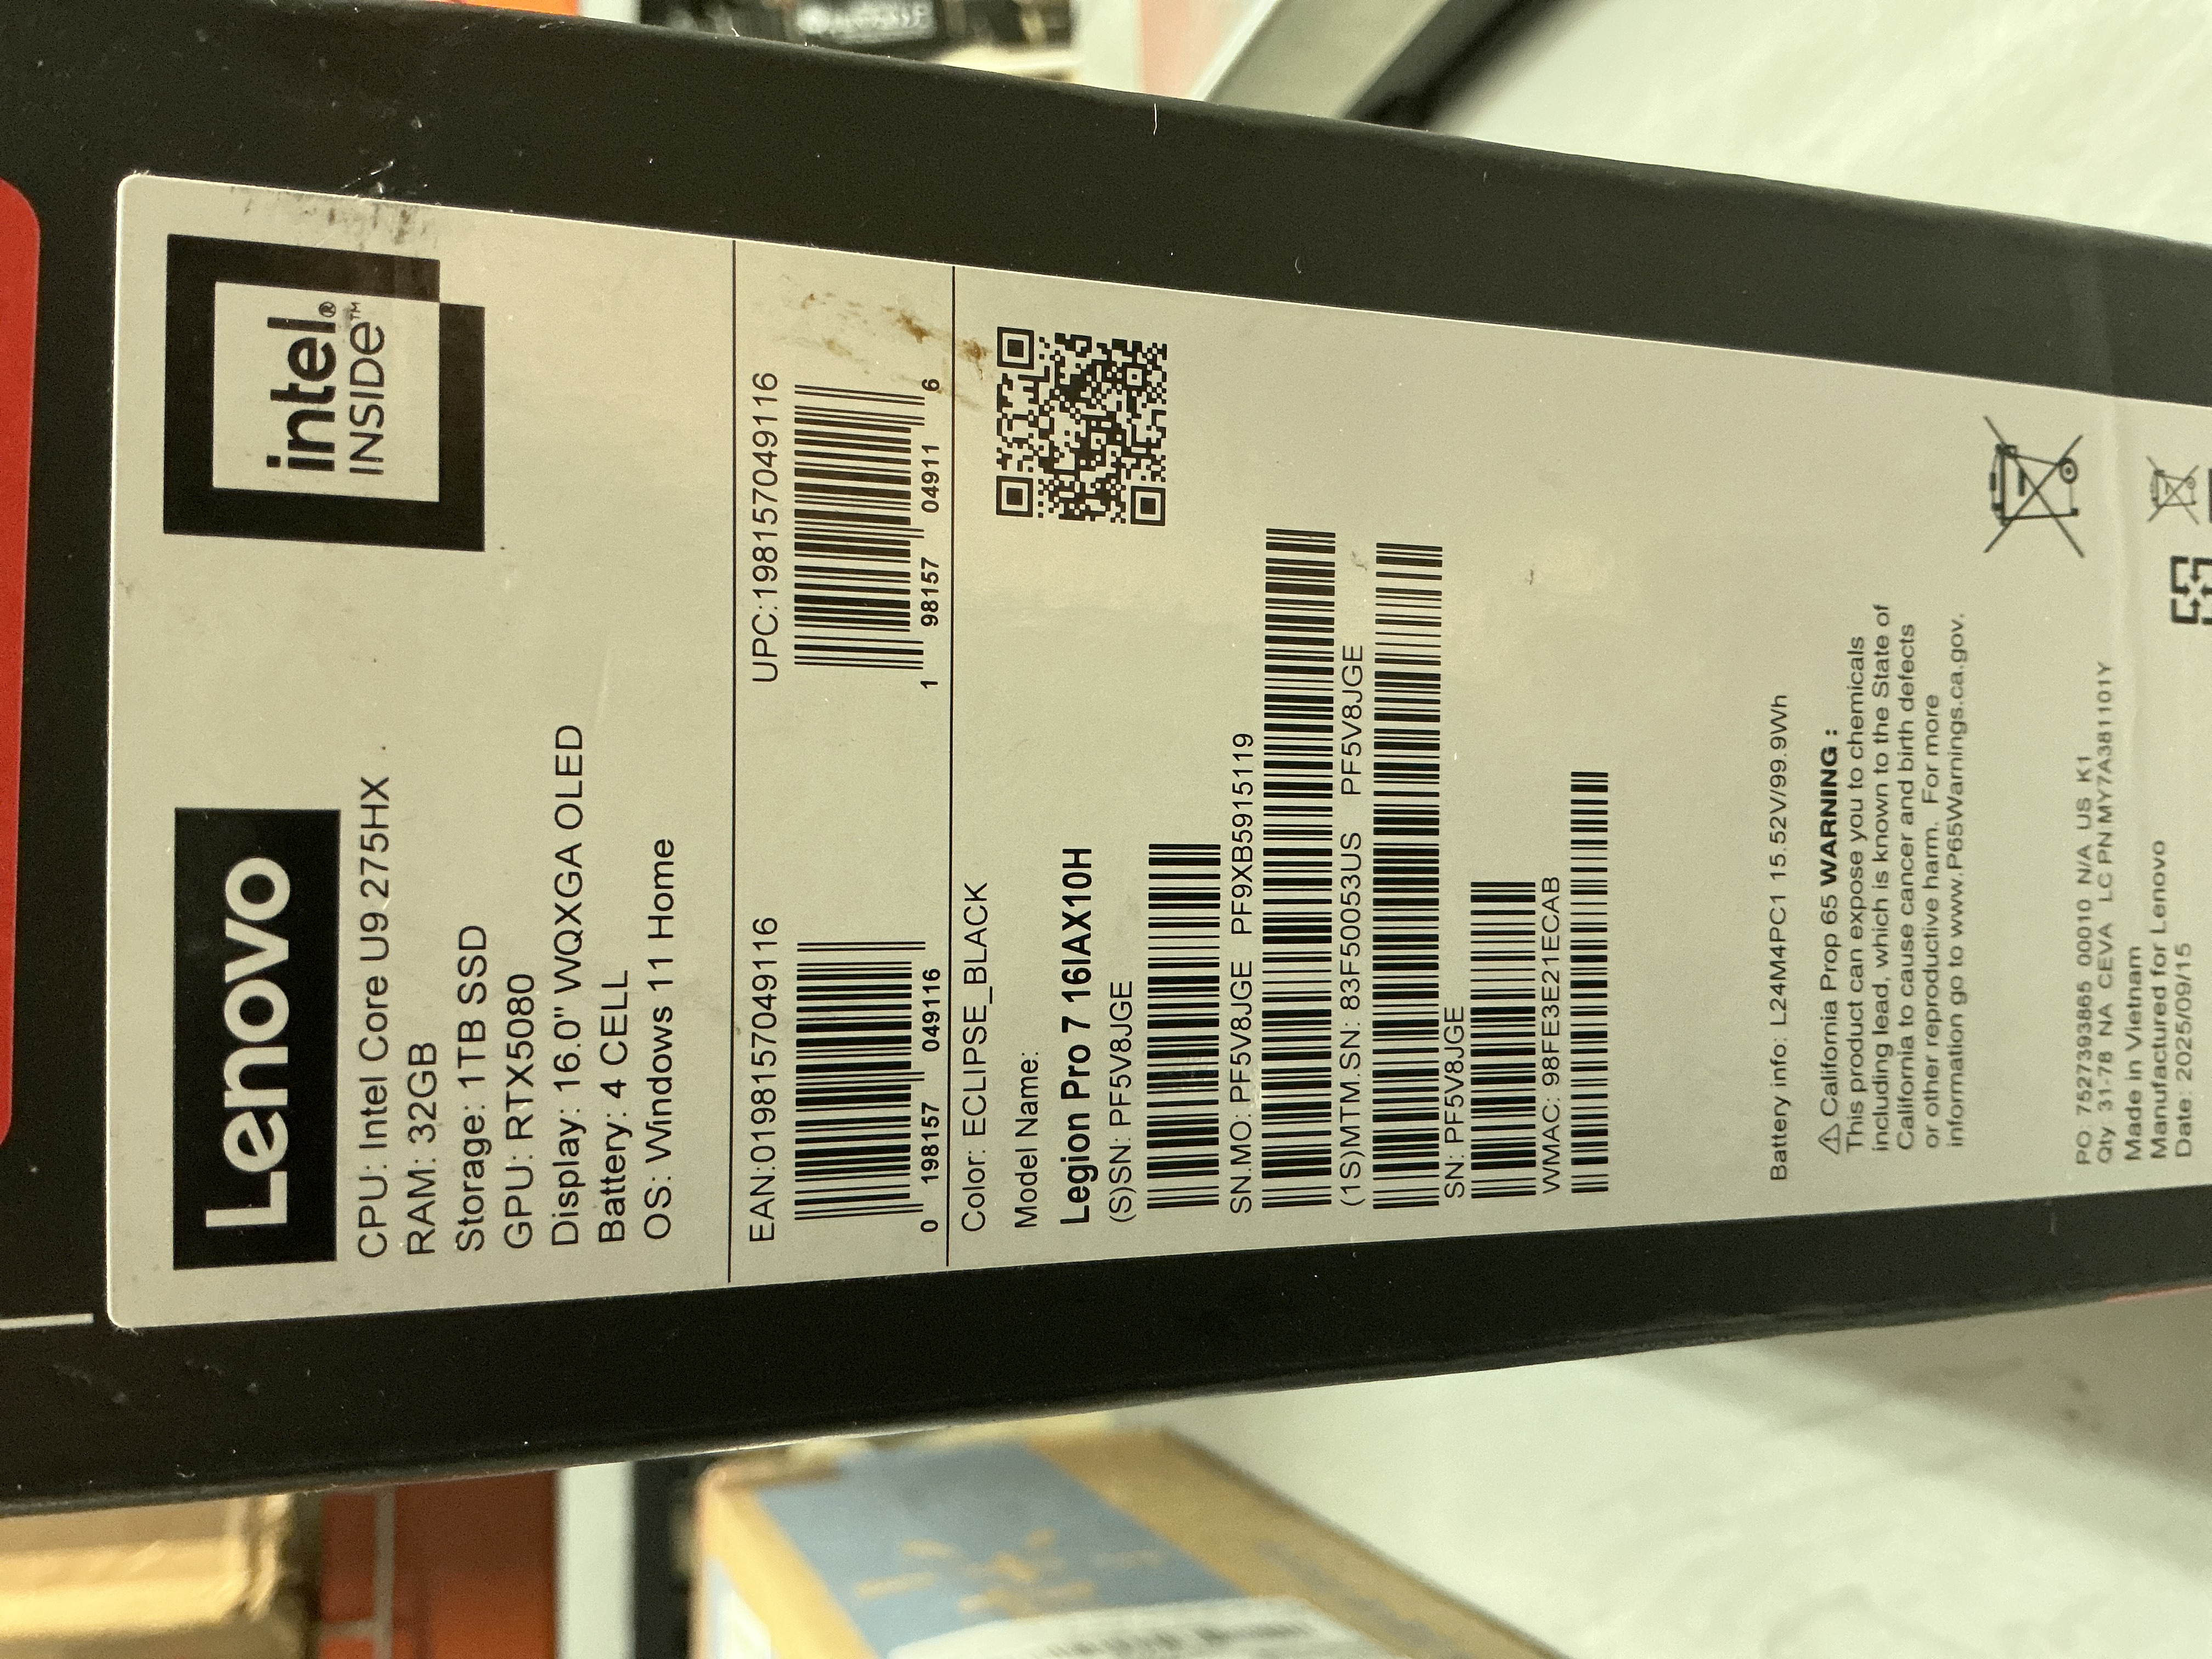 Lenovo
intel®
INSIDE™
CPU: Intel Core U9 275HX
RAM: 32GB
Storage: 1TB SSD
GPU: RTX5080
Display: 16.0" WQXGA OLED
Battery: 4 CELL
OS: Windows 11 Home
EAN:0198157049116
0 198157 049116
UPC:198157049116
1 98157 04911 6
Color: ECLIPSE_BLACK
Model Name:
Legion Pro 7 16IAX10H
(S)SN: PF5V8JGE
SN.MO: PF5V8JGE PF9XB5915119
(1S)MTM.SN: 83F50053US PF5V8JGE
SN: PF5V8JGE
WMAC: 98FE3E21ECAB
Battery info: L24M4PC1 15.52V/99.9Wh
⚠ California Prop 65 WARNING :
This product can expose you to chemicals
including lead, which is known to the State of
California to cause cancer and birth defects
or other reproductive harm. For more
information go to www.P65Warnings.ca.gov.
PO: 7527393865 00010 N/A US K1
Qty 31-78 NA CEVA LC PN MY7A381101Y
Made in Vietnam
Manufactured for Lenovo
Date: 2025/09/15